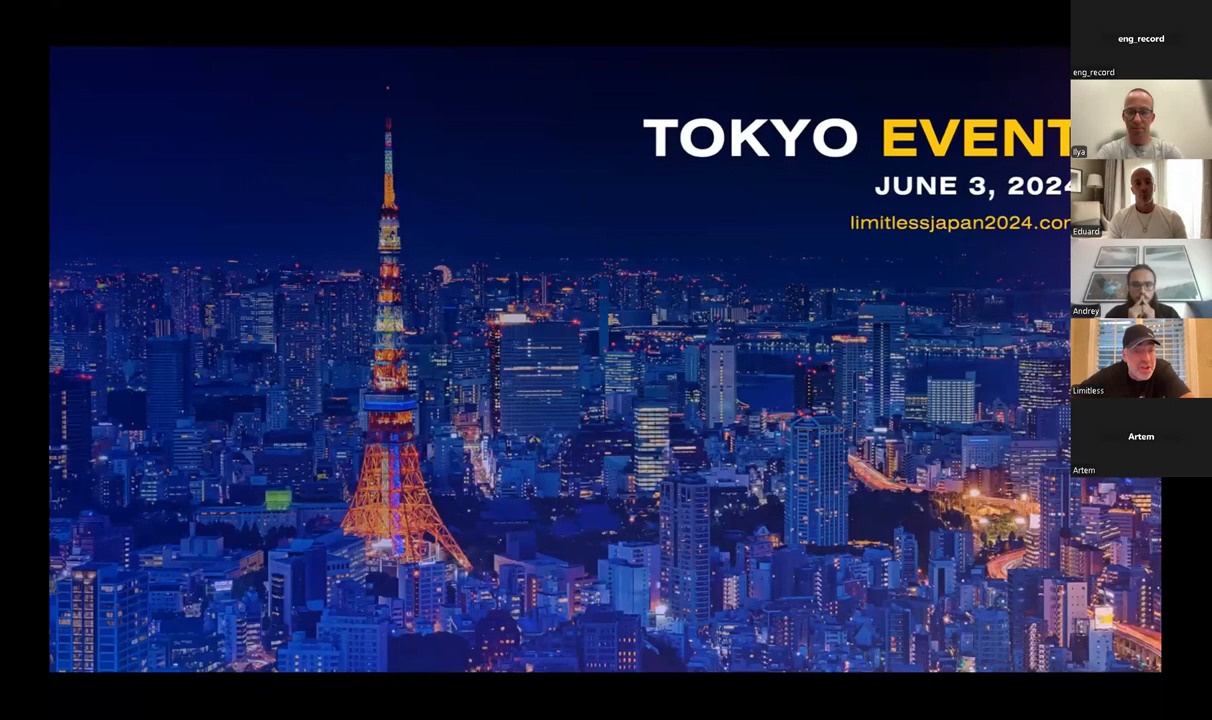 TOKYO EVENT
JUNE 3, 2024
limitlessjapan2024.com
eng_record
eng_record
Ilya
Eduard
Andrey
Limitless
Artem
Artem